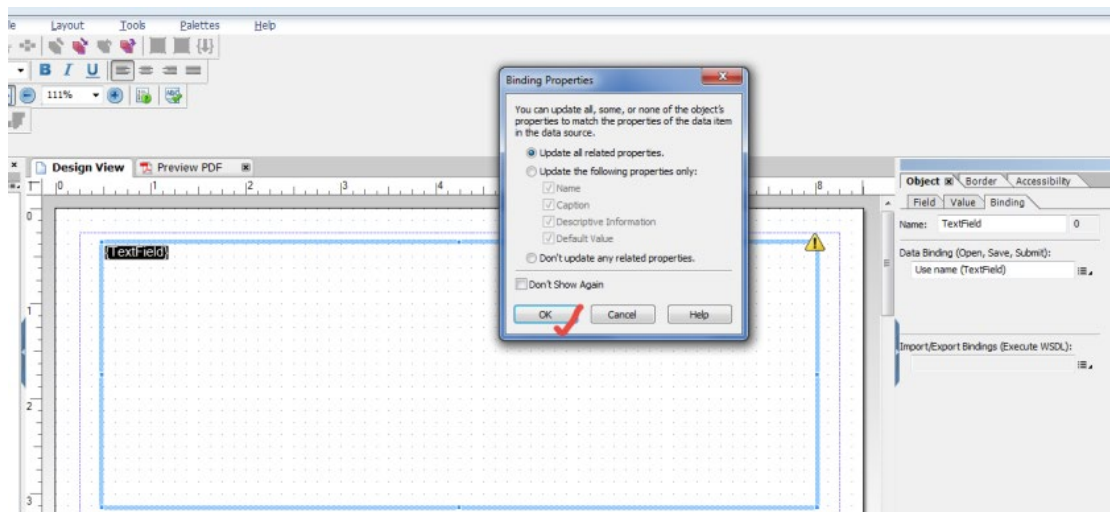 le Layout Tools Palettes Help
B I U
111%
Design View Preview PDF
0 1 2 3 4 8
0
1
2
3
{TextField}
Binding Properties
You can update all, some, or none of the object's
properties to match the properties of the data item
in the data source.
Update all related properties.
Update the following properties only:
Name
Caption
Descriptive Information
Default Value
Don't update any related properties.
Don't Show Again
OK Cancel Help
Object Border Accessibility
Field Value Binding
Name: TextField 0
Data Binding (Open, Save, Submit):
Use name (TextField)
Import/Export Bindings (Execute WSDL):